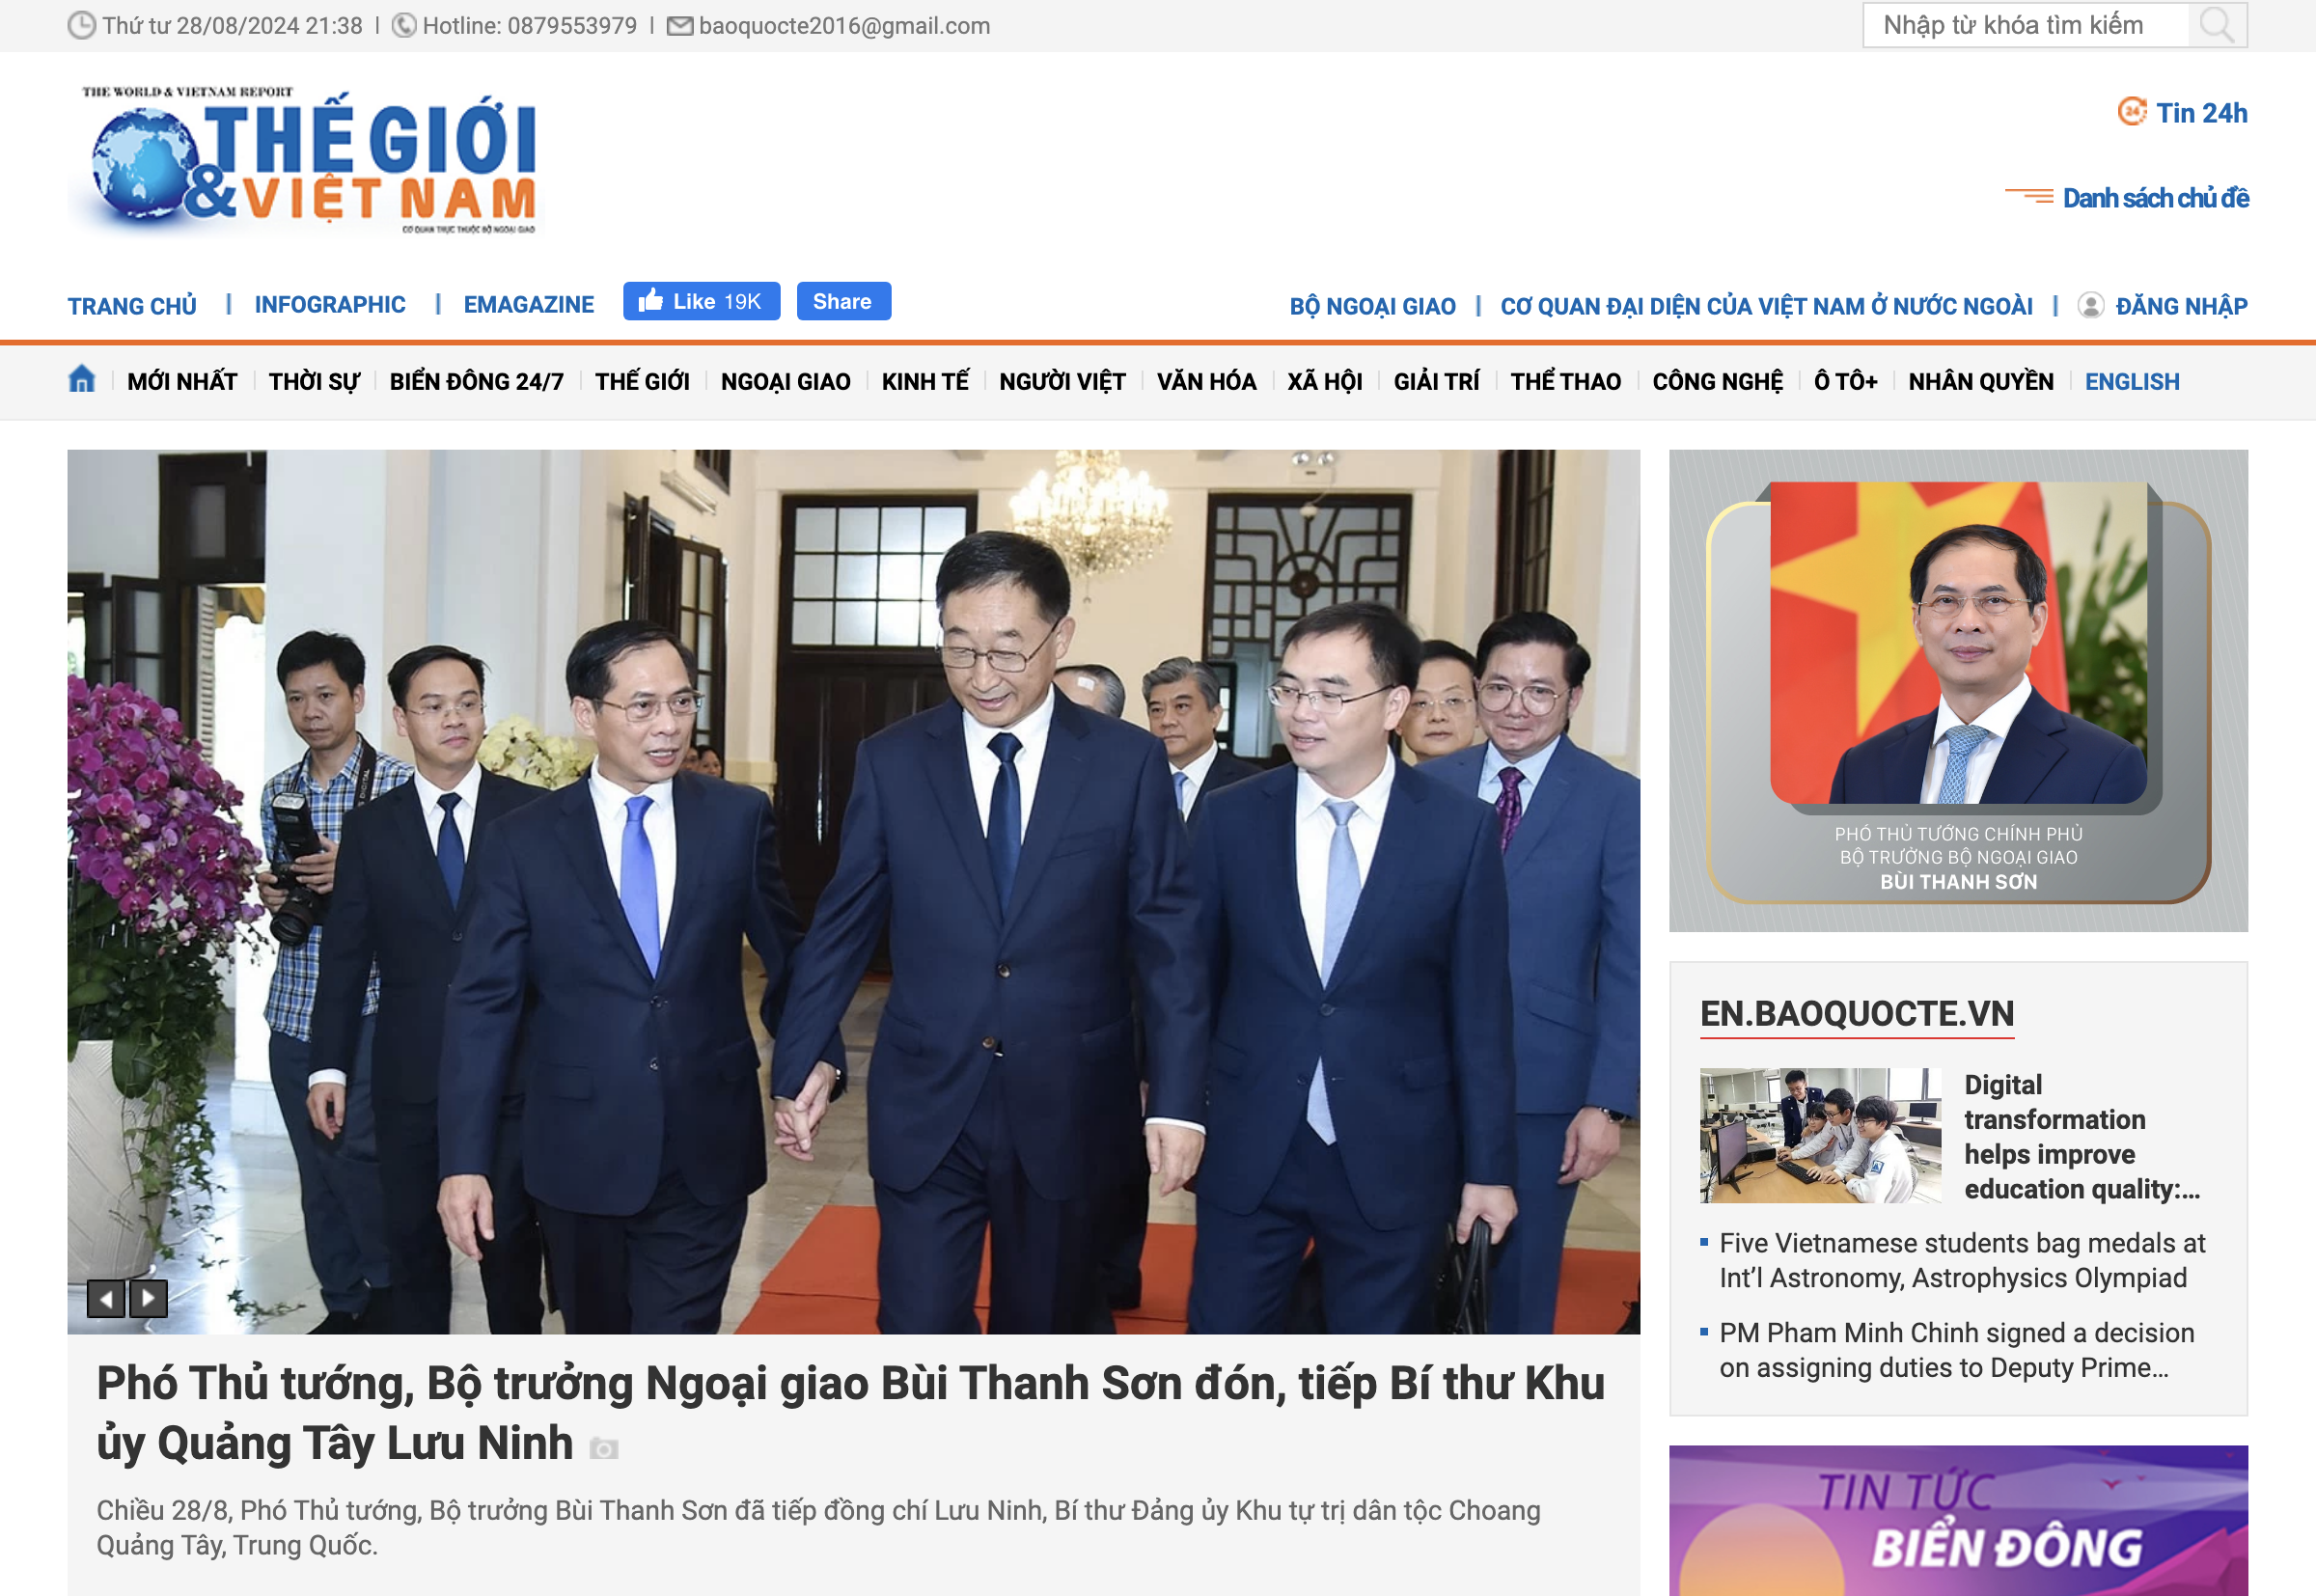 Thứ tư 28/08/2024 21:38 | Hotline: 0879553979 | baoquocte2016@gmail.com
Nhập từ khóa tìm kiếm
THE WORLD & VIETNAM REPORT
THẾ GIỚI
& VIỆT NAM
CƠ QUAN TRỰC THUỘC BỘ NGOẠI GIAO
24 Tin 24h
Danh sách chủ đề
TRANG CHỦ | INFOGRAPHIC | EMAGAZINE
Like 19K
Share
BỘ NGOẠI GIAO | CƠ QUAN ĐẠI DIỆN CỦA VIỆT NAM Ở NƯỚC NGOÀI | ĐĂNG NHẬP
MỚI NHẤT THỜI SỰ BIỂN ĐÔNG 24/7 THẾ GIỚI NGOẠI GIAO KINH TẾ NGƯỜI VIỆT VĂN HÓA XÃ HỘI GIẢI TRÍ THỂ THAO CÔNG NGHỆ Ô TÔ+ NHÂN QUYỀN ENGLISH
DIGITAL
Phó Thủ tướng, Bộ trưởng Ngoại giao Bùi Thanh Sơn đón, tiếp Bí thư Khu
ủy Quảng Tây Lưu Ninh
Chiều 28/8, Phó Thủ tướng, Bộ trưởng Bùi Thanh Sơn đã tiếp đồng chí Lưu Ninh, Bí thư Đảng ủy Khu tự trị dân tộc Choang
Quảng Tây, Trung Quốc.
PHÓ THỦ TƯỚNG CHÍNH PHỦ
BỘ TRƯỞNG BỘ NGOẠI GIAO
BÙI THANH SƠN
EN.BAOQUOCTE.VN
Digital
transformation
helps improve
education quality:...
Five Vietnamese students bag medals at
Int'l Astronomy, Astrophysics Olympiad
PM Pham Minh Chinh signed a decision
on assigning duties to Deputy Prime...
TIN TỨC
BIỂN ĐÔNG